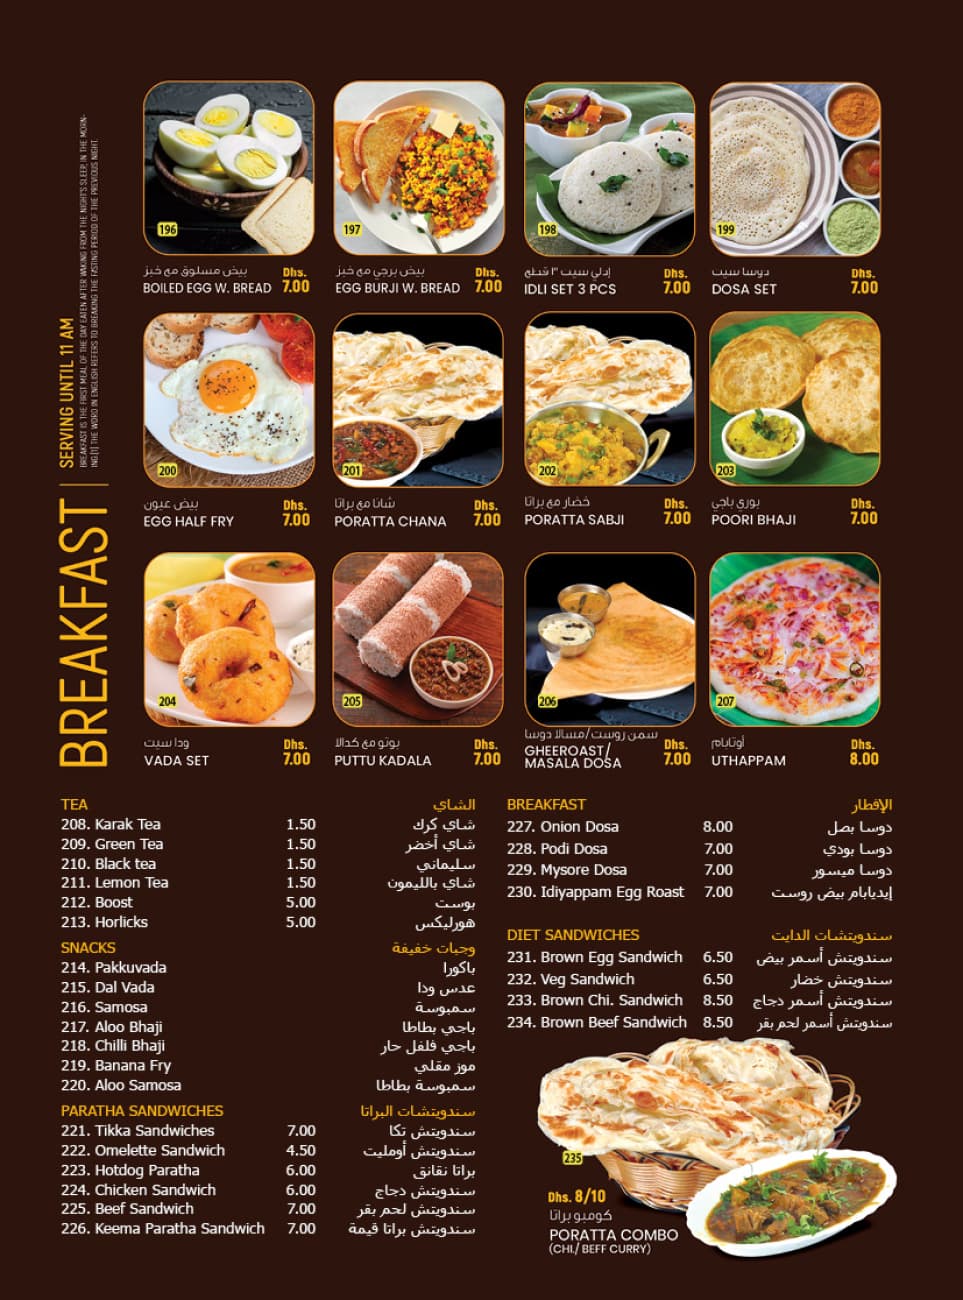 BREAKFAST
SERVING UNTIL 11 AM
BREAKFAST IS THE FIRST MEAL OF THE DAY EATEN AFTER WAKING FROM THE NIGHT'S SLEEP, IN THE MORN-
ING.[1] THE WORD IN ENGLISH REFERS TO BREAKING THE FASTING PERIOD OF THE PREVIOUS NIGHT.
196
بيض مسلوق مع خبز
BOILED EGG W. BREAD
Dhs.
7.00
197
بيض برجي مع خبز
EGG BURJI W. BREAD
Dhs.
7.00
198
إدلي سيت ٣ قطع
IDLI SET 3 PCS
Dhs.
7.00
199
دوسا سيت
DOSA SET
Dhs.
7.00
200
بيض عيون
EGG HALF FRY
Dhs.
7.00
201
شانا مع براتا
PORATTA CHANA
Dhs.
7.00
202
خضار مع براتا
PORATTA SABJI
Dhs.
7.00
203
بوري باجي
POORI BHAJI
Dhs.
7.00
204
ودا سيت
VADA SET
Dhs.
7.00
205
بوتو مع كدالا
PUTTU KADALA
Dhs.
7.00
206
سمن روست/مسالا دوسا
GHEEROAST/
MASALA DOSA
Dhs.
7.00
207
أوتابام
UTHAPPAM
Dhs.
8.00
TEA الشاي
208. Karak Tea 1.50 شاي كرك
209. Green Tea 1.50 شاي أخضر
210. Black tea 1.50 سليماني
211. Lemon Tea 1.50 شاي بالليمون
212. Boost 5.00 بوست
213. Horlicks 5.00 هورليكس
SNACKS وجبات خفيفة
214. Pakkuvada باكورا
215. Dal Vada عدس ودا
216. Samosa سمبوسة
217. Aloo Bhaji باجي بطاطا
218. Chilli Bhaji باجي فلفل حار
219. Banana Fry موز مقلي
220. Aloo Samosa سمبوسة بطاطا
PARATHA SANDWICHES سندويتشات البراتا
221. Tikka Sandwiches 7.00 سندويتش تكا
222. Omelette Sandwich 4.50 سندويتش أومليت
223. Hotdog Paratha 6.00 براتا نقانق
224. Chicken Sandwich 6.00 سندويتش دجاج
225. Beef Sandwich 7.00 سندويتش لحم بقر
226. Keema Paratha Sandwich 7.00 سندويتش براتا قيمة
BREAKFAST الإفطار
227. Onion Dosa 8.00 دوسا بصل
228. Podi Dosa 7.00 دوسا بودي
229. Mysore Dosa 7.00 دوسا ميسور
230. Idiyappam Egg Roast 7.00 إيديابام بيض روست
DIET SANDWICHES سندويتشات الدايت
231. Brown Egg Sandwich 6.50 سندويتش أسمر بيض
232. Veg Sandwich 6.50 سندويتش خضار
233. Brown Chi. Sandwich 8.50 سندويتش أسمر دجاج
234. Brown Beef Sandwich 8.50 سندويتش أسمر لحم بقر
235
Dhs. 8/10
كومبو براتا
PORATTA COMBO
(CHI./ BEFF CURRY)